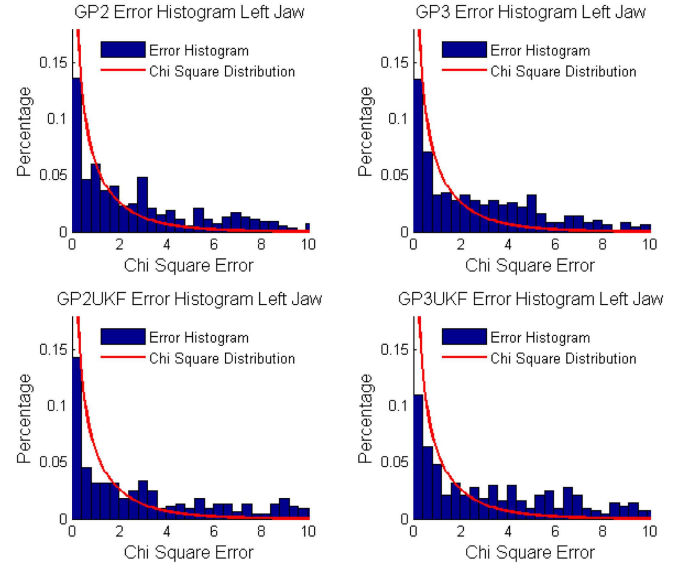 GP2 Error Histogram Left Jaw
0.15
0.1
0.05
0
Percentage
Error Histogram
Chi Square Distribution
0 2 4 6 8 10
Chi Square Error
GP3 Error Histogram Left Jaw
0.15
0.1
0.05
0
Percentage
Error Histogram
Chi Square Distribution
0 2 4 6 8 10
Chi Square Error
GP2UKF Error Histogram Left Jaw
0.15
0.1
0.05
0
Percentage
Error Histogram
Chi Square Distribution
0 2 4 6 8 10
Chi Square Error
GP3UKF Error Histogram Left Jaw
0.15
0.1
0.05
0
Percentage
Error Histogram
Chi Square Distribution
0 2 4 6 8 10
Chi Square Error